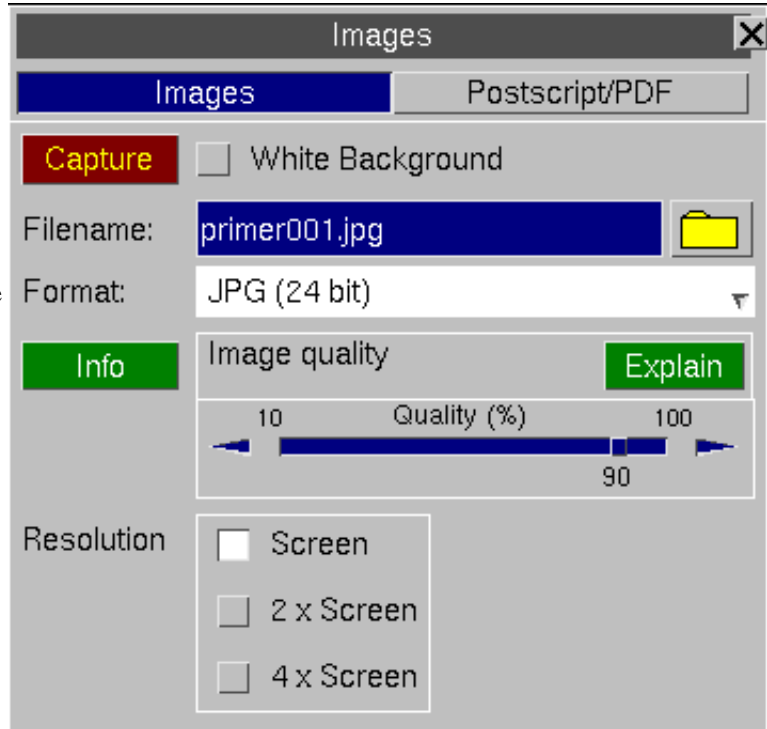 Images
Images Postscript/PDF
Capture White Background
Filename: primer001.jpg
Format: JPG (24 bit)
Info Image quality Explain
10 Quality (%) 100
90
Resolution Screen
2 x Screen
4 x Screen